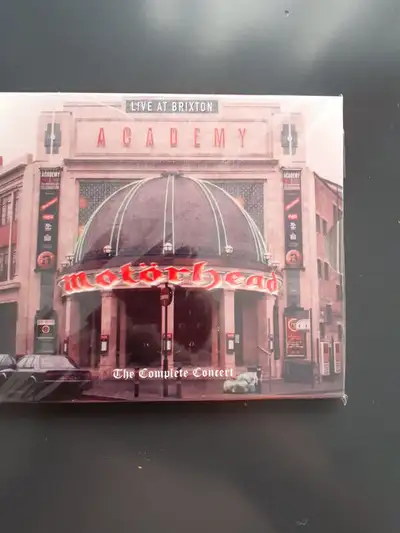 LIVE AT BRIXTON
ACADEMY
Motörhead
The Complete Concert